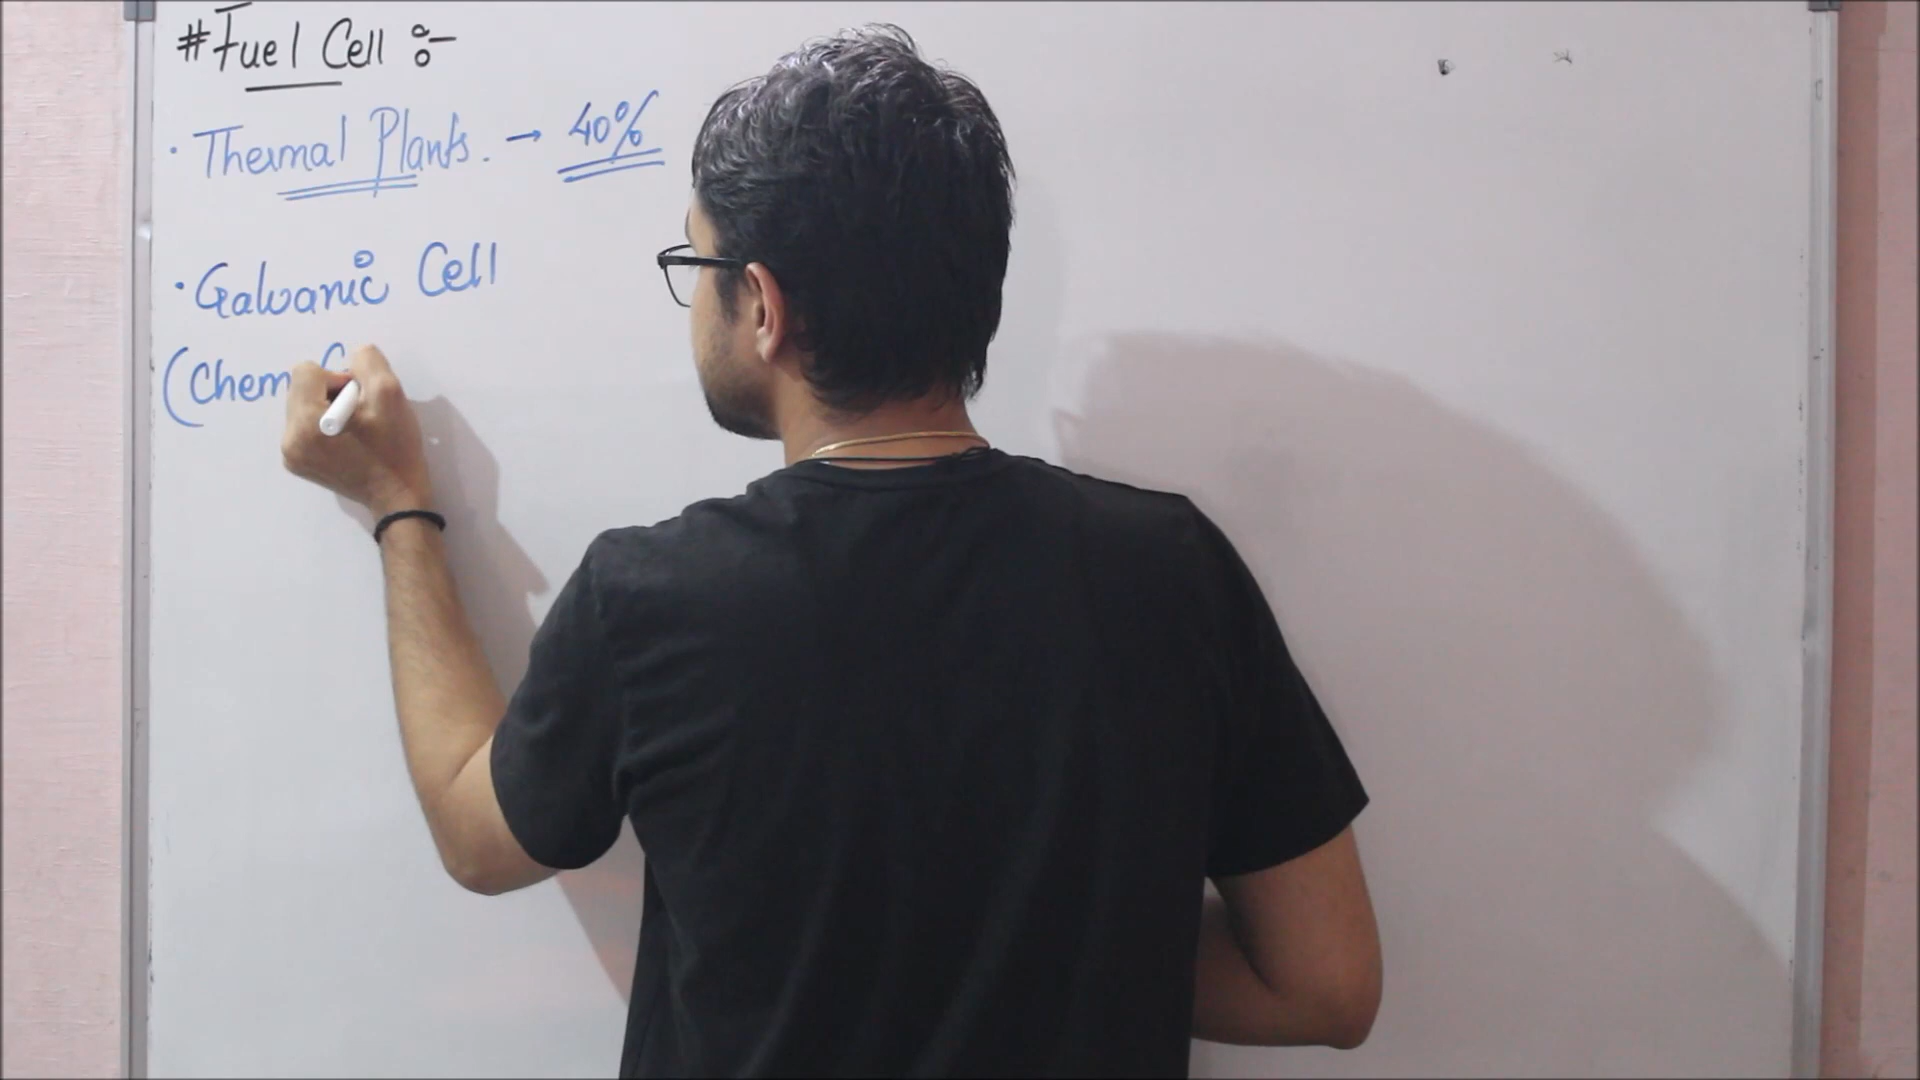 #Fuel Cell :-
· Thermal Plants. → 40%
· Galvanic Cell
(Chem